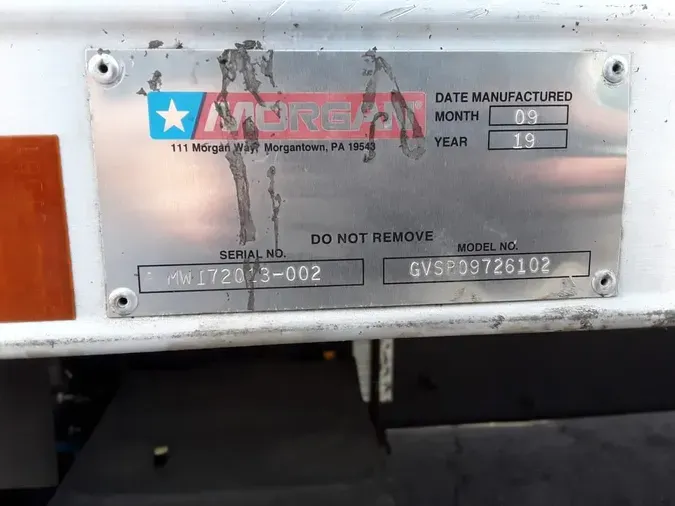 MORGAN
111 Morgan Way, Morgantown, PA 19543
DATE MANUFACTURED
MONTH 09
YEAR 19
DO NOT REMOVE
SERIAL NO.
MODEL NO.
GVSP09726102